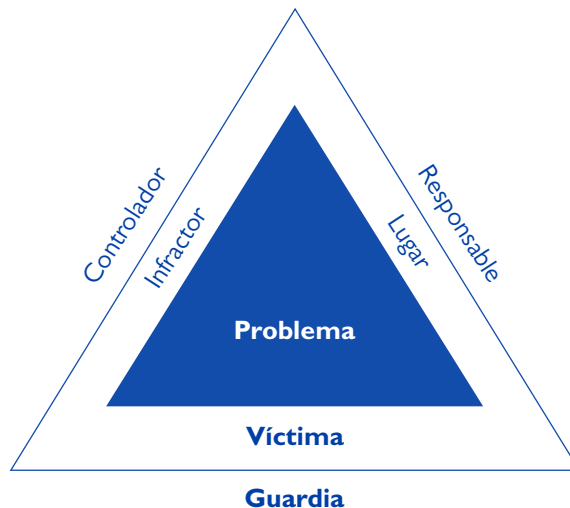 Controlador
Infractor
Lugar
Responsable
Problema
Víctima
Guardia